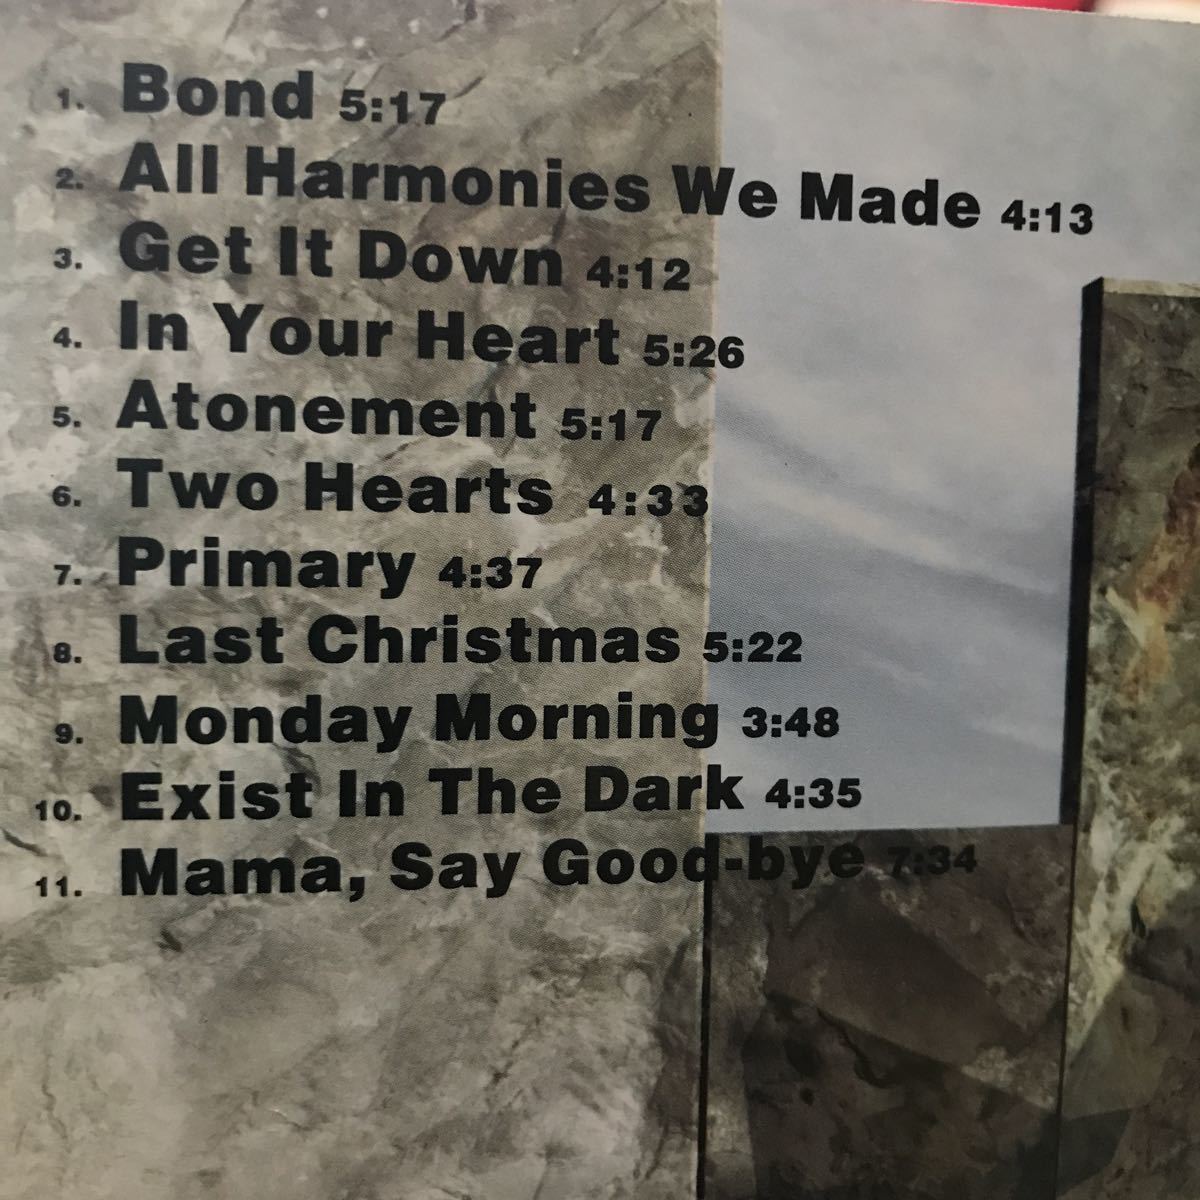 1. Bond 5:17
2. All Harmonies We Made 4:13
3. Get It Down 4:12
4. In Your Heart 5:26
5. Atonement 5:17
6. Two Hearts 4:33
7. Primary 4:37
8. Last Christmas 5:22
9. Monday Morning 3:48
10. Exist In The Dark 4:35
11. Mama, Say Good-bye 7:34